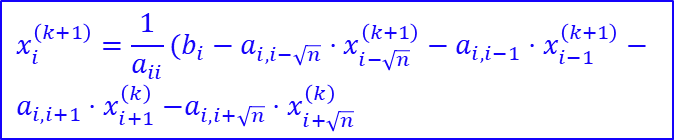 x_i^{(k+1)} = \frac{1}{a_{ii}} (b_i − a_{i,i−\sqrt{n}} · x_{i−\sqrt{n}}^{(k+1)} − a_{i,i−1} · x_{i−1}^{(k+1)} −
a_{i,i+1} · x_{i+1}^{(k)} −a_{i,i+\sqrt{n}} · x_{i+\sqrt{n}}^{(k)}